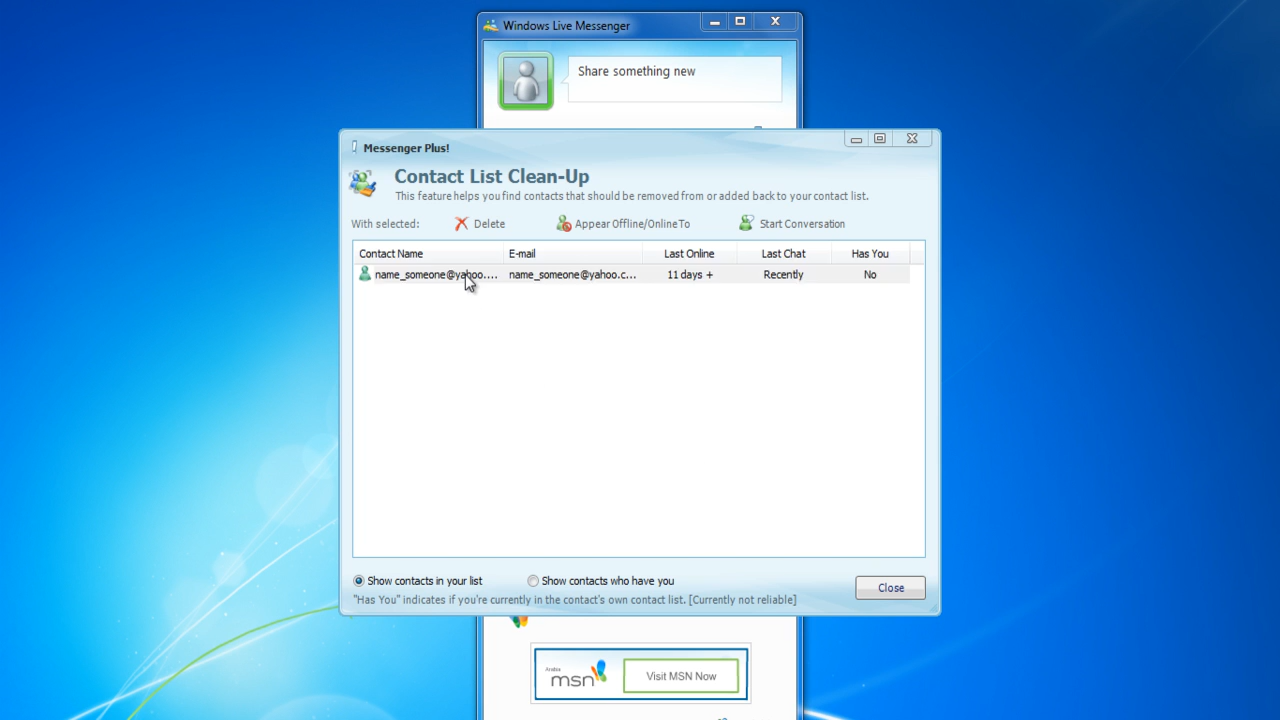 Windows Live Messenger
Share something new
Messenger Plus!
Contact List Clean-Up
This feature helps you find contacts that should be removed from or added back to your contact list.
With selected: Delete Appear Offline/Online To Start Conversation
Contact Name E-mail Last Online Last Chat Has You
name_someone@yahoo.... name_someone@yahoo.c... 11 days + Recently No
Show contacts in your list Show contacts who have you
Close
"Has You" indicates if you're currently in the contact's own contact list. [Currently not reliable]
Arabia
msn Visit MSN Now